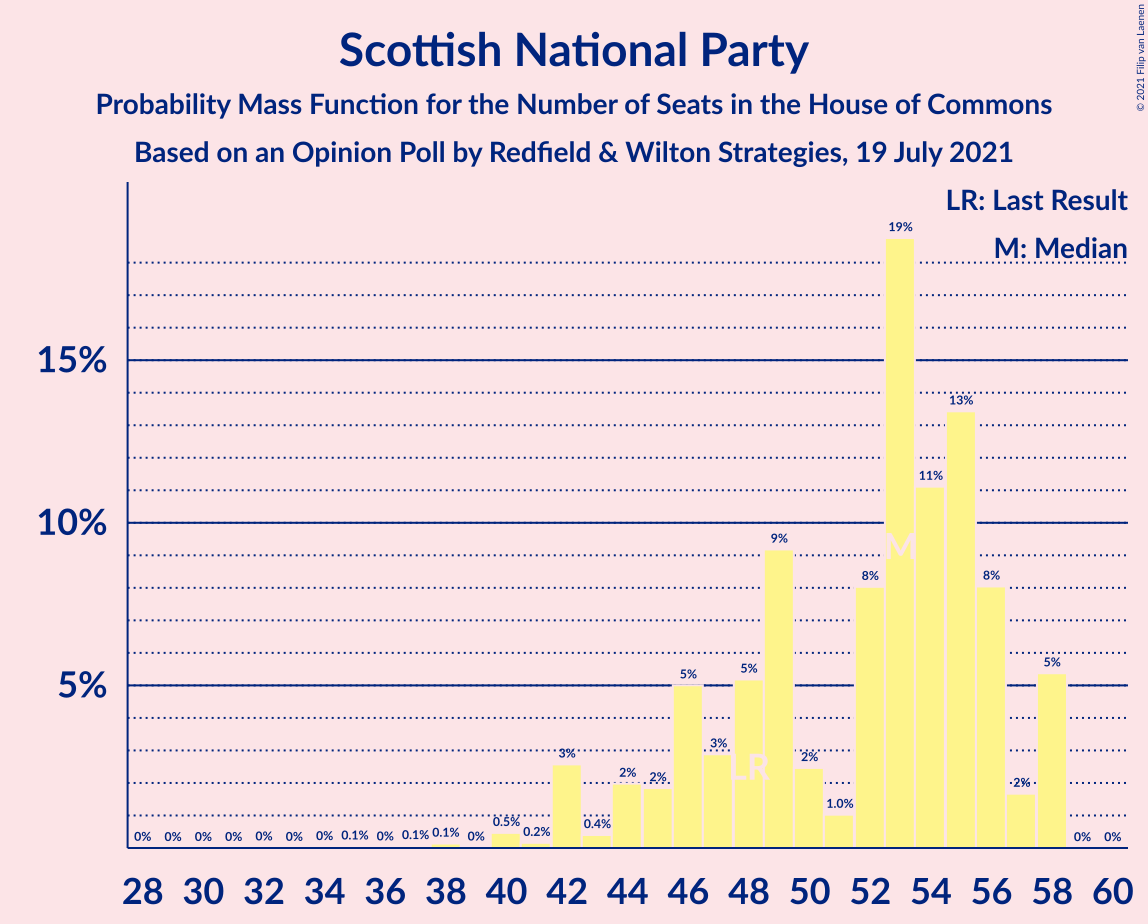 Scottish National Party
Probability Mass Function for the Number of Seats in the House of Commons
Based on an Opinion Poll by Redfield & Wilton Strategies, 19 July 2021
© 2021 Filip van Laenen
LR: Last Result
M: Median
15%
10%
5%
0% 0% 0% 0% 0% 0% 0% 0.1% 0% 0.1% 0.1% 0% 0.5% 0.2% 3% 0.4% 2% 2% 5% 3% 5% 9% 2% 1.0% 8% 19% 11% 13% 8% 2% 5% 0% 0%
LR
M
28 30 32 34 36 38 40 42 44 46 48 50 52 54 56 58 60